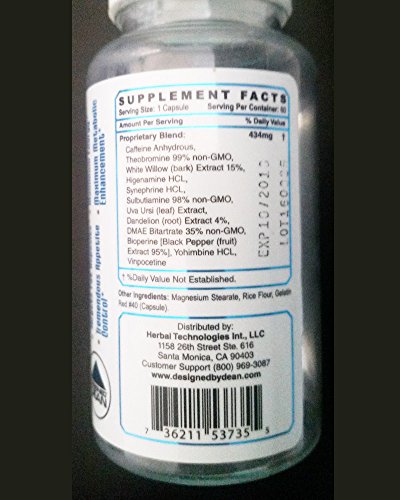 SUPPLEMENT FACTS
Serving Size: 1 Capsule Serving Per Container: 60
Amount Per Serving % Daily Value
Proprietary Blend: 434mg †
Caffeine Anhydrous,
Theobromine 99% non-GMO,
White Willow (bark) Extract 15%,
Higenamine HCL,
Synephrine HCL,
Sulbutiamine 98% non-GMO,
Uva Ursi (leaf) Extract,
Dandelion (root) Extract 4%,
DMAE Bitartrate 35% non-GMO,
Bioperine [Black Pepper (fruit)
Extract 95%], Yohimbine HCL,
Vinpocetine
† %Daily Value Not Established.
Other Ingredients: Magnesium Stearate, Rice Flour, Gelatin
Red #40 (Capsule).
Distributed by:
Herbal Technologies Int., LLC
1158 26th Street Ste. 616
Santa Monica, CA 90403
Customer Support (800) 969-3087
www.designedbydean.com
7 36211 53735 5
Maximum Metabolic
Enhancement*
Tremendous Appetite
Control*